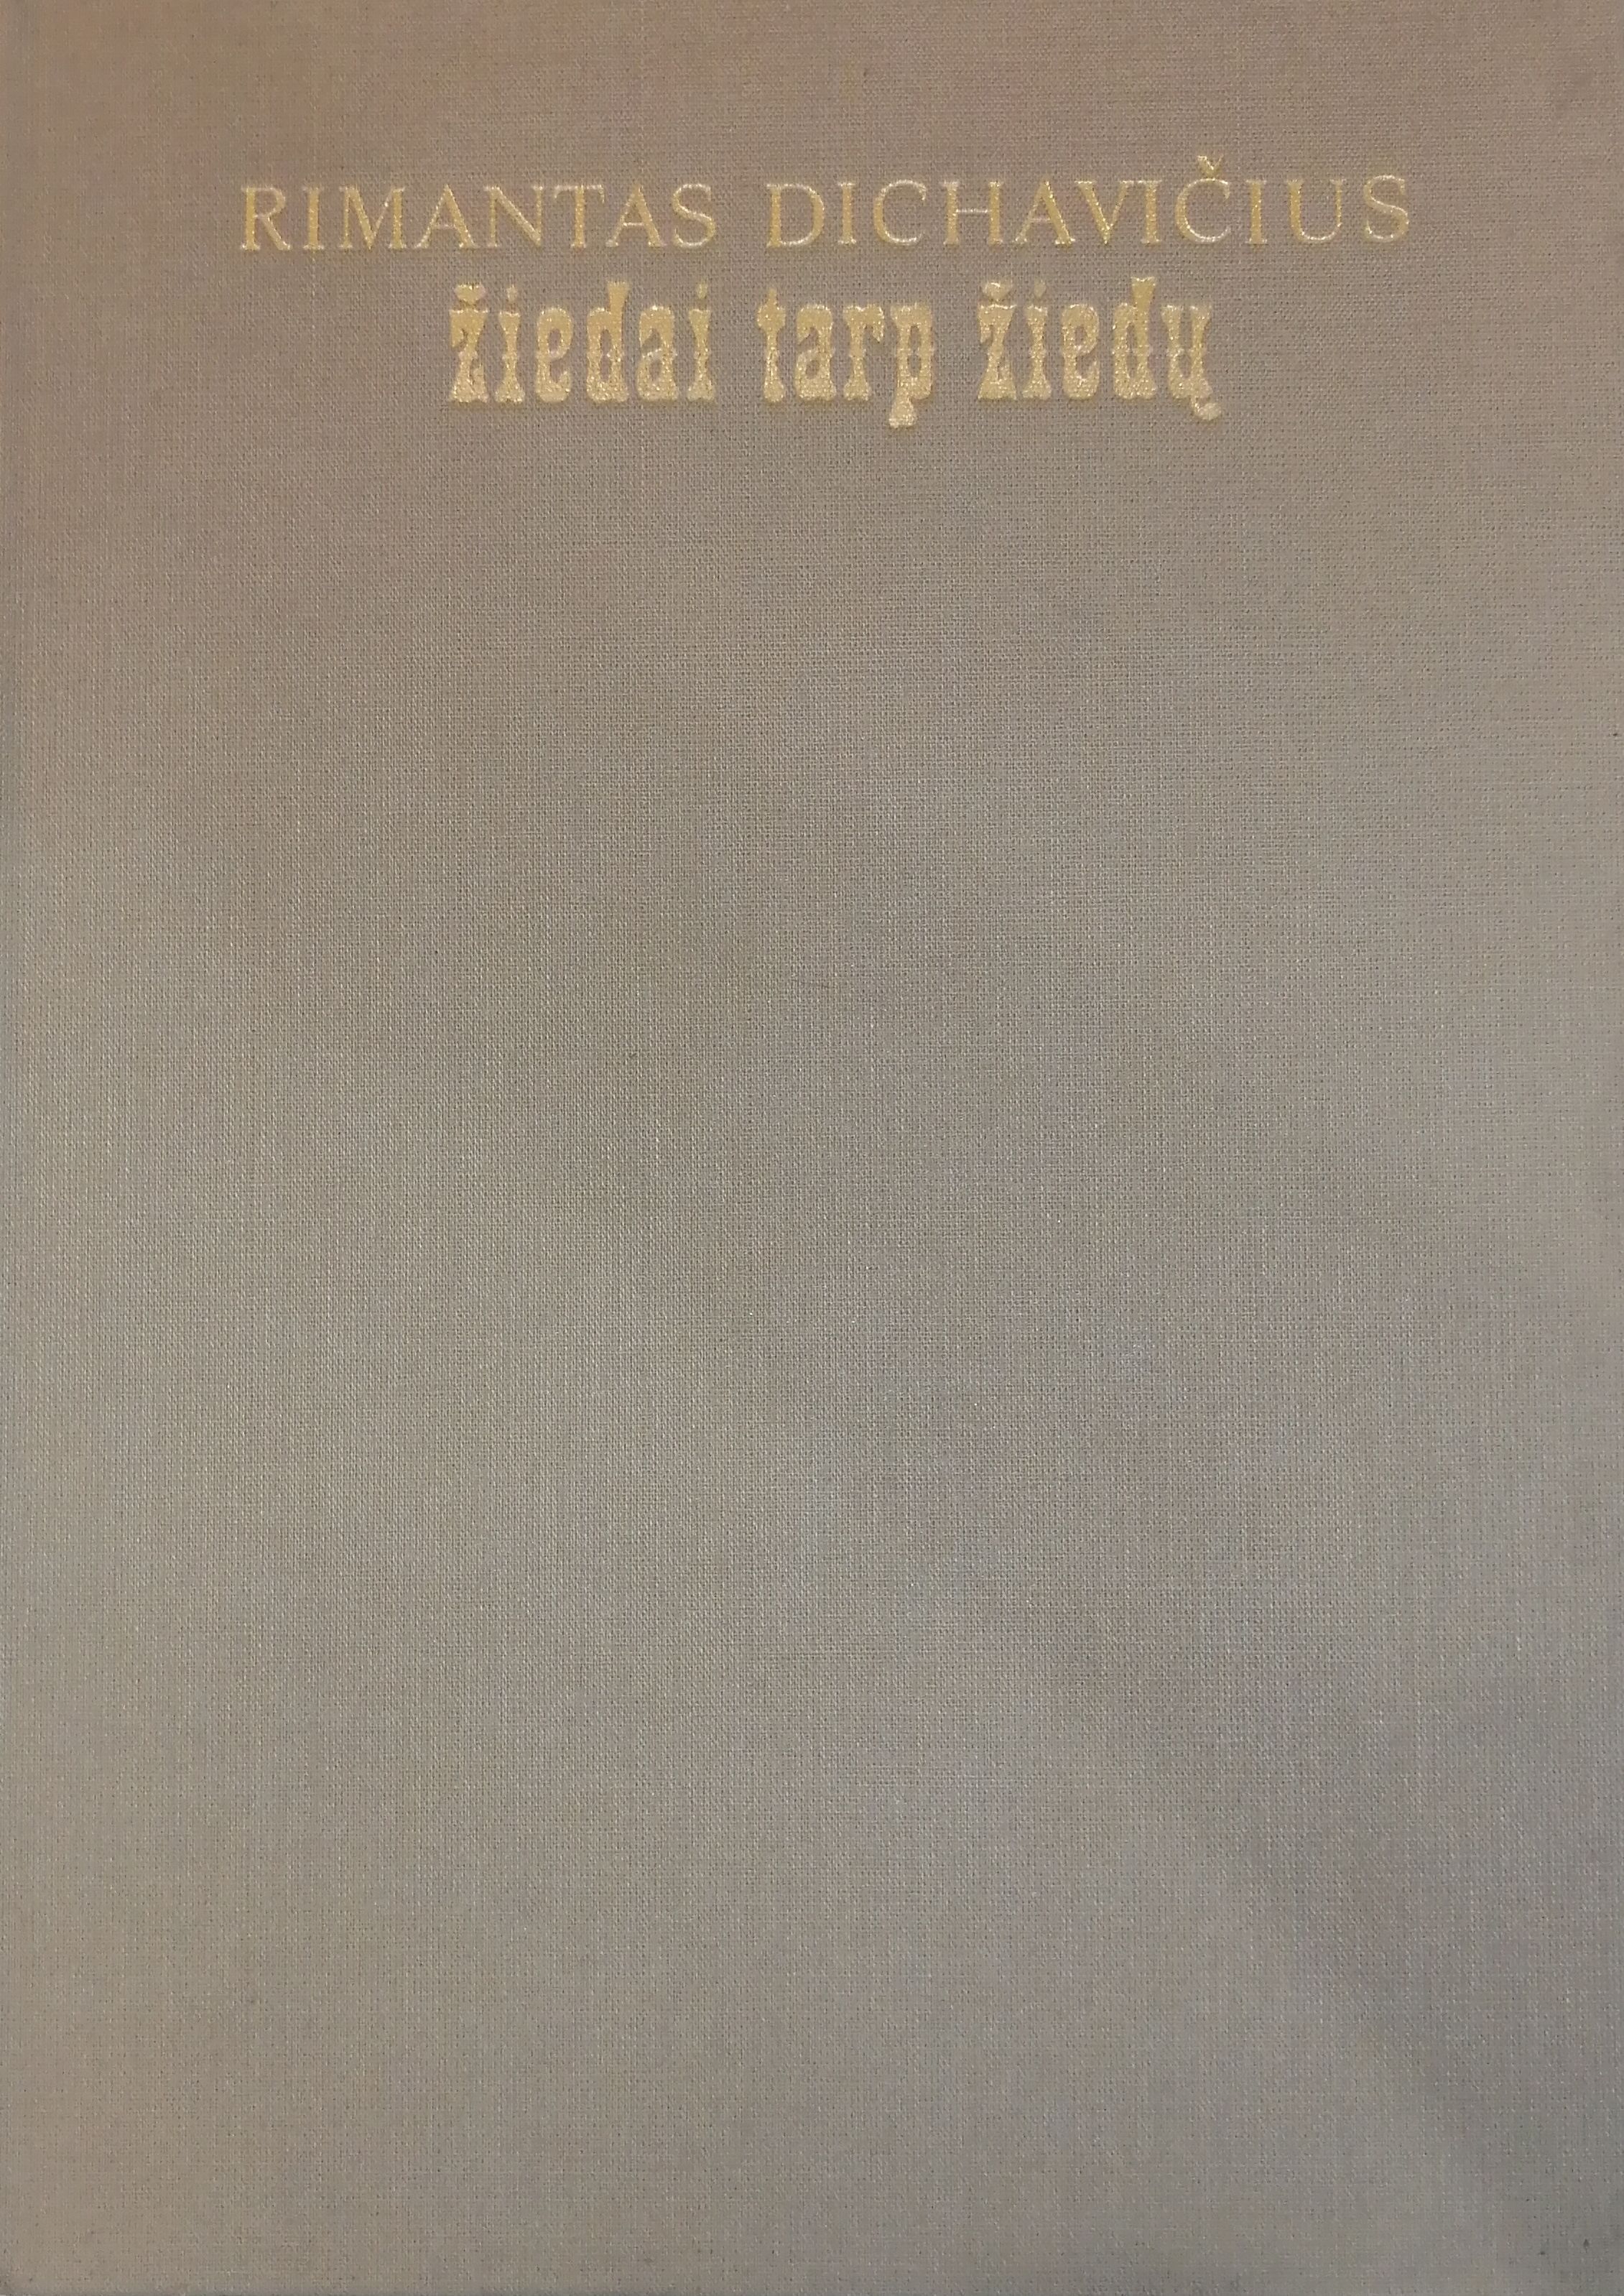 RIMANTAS DICHAVIČIUS
žiedai tarp žiedų